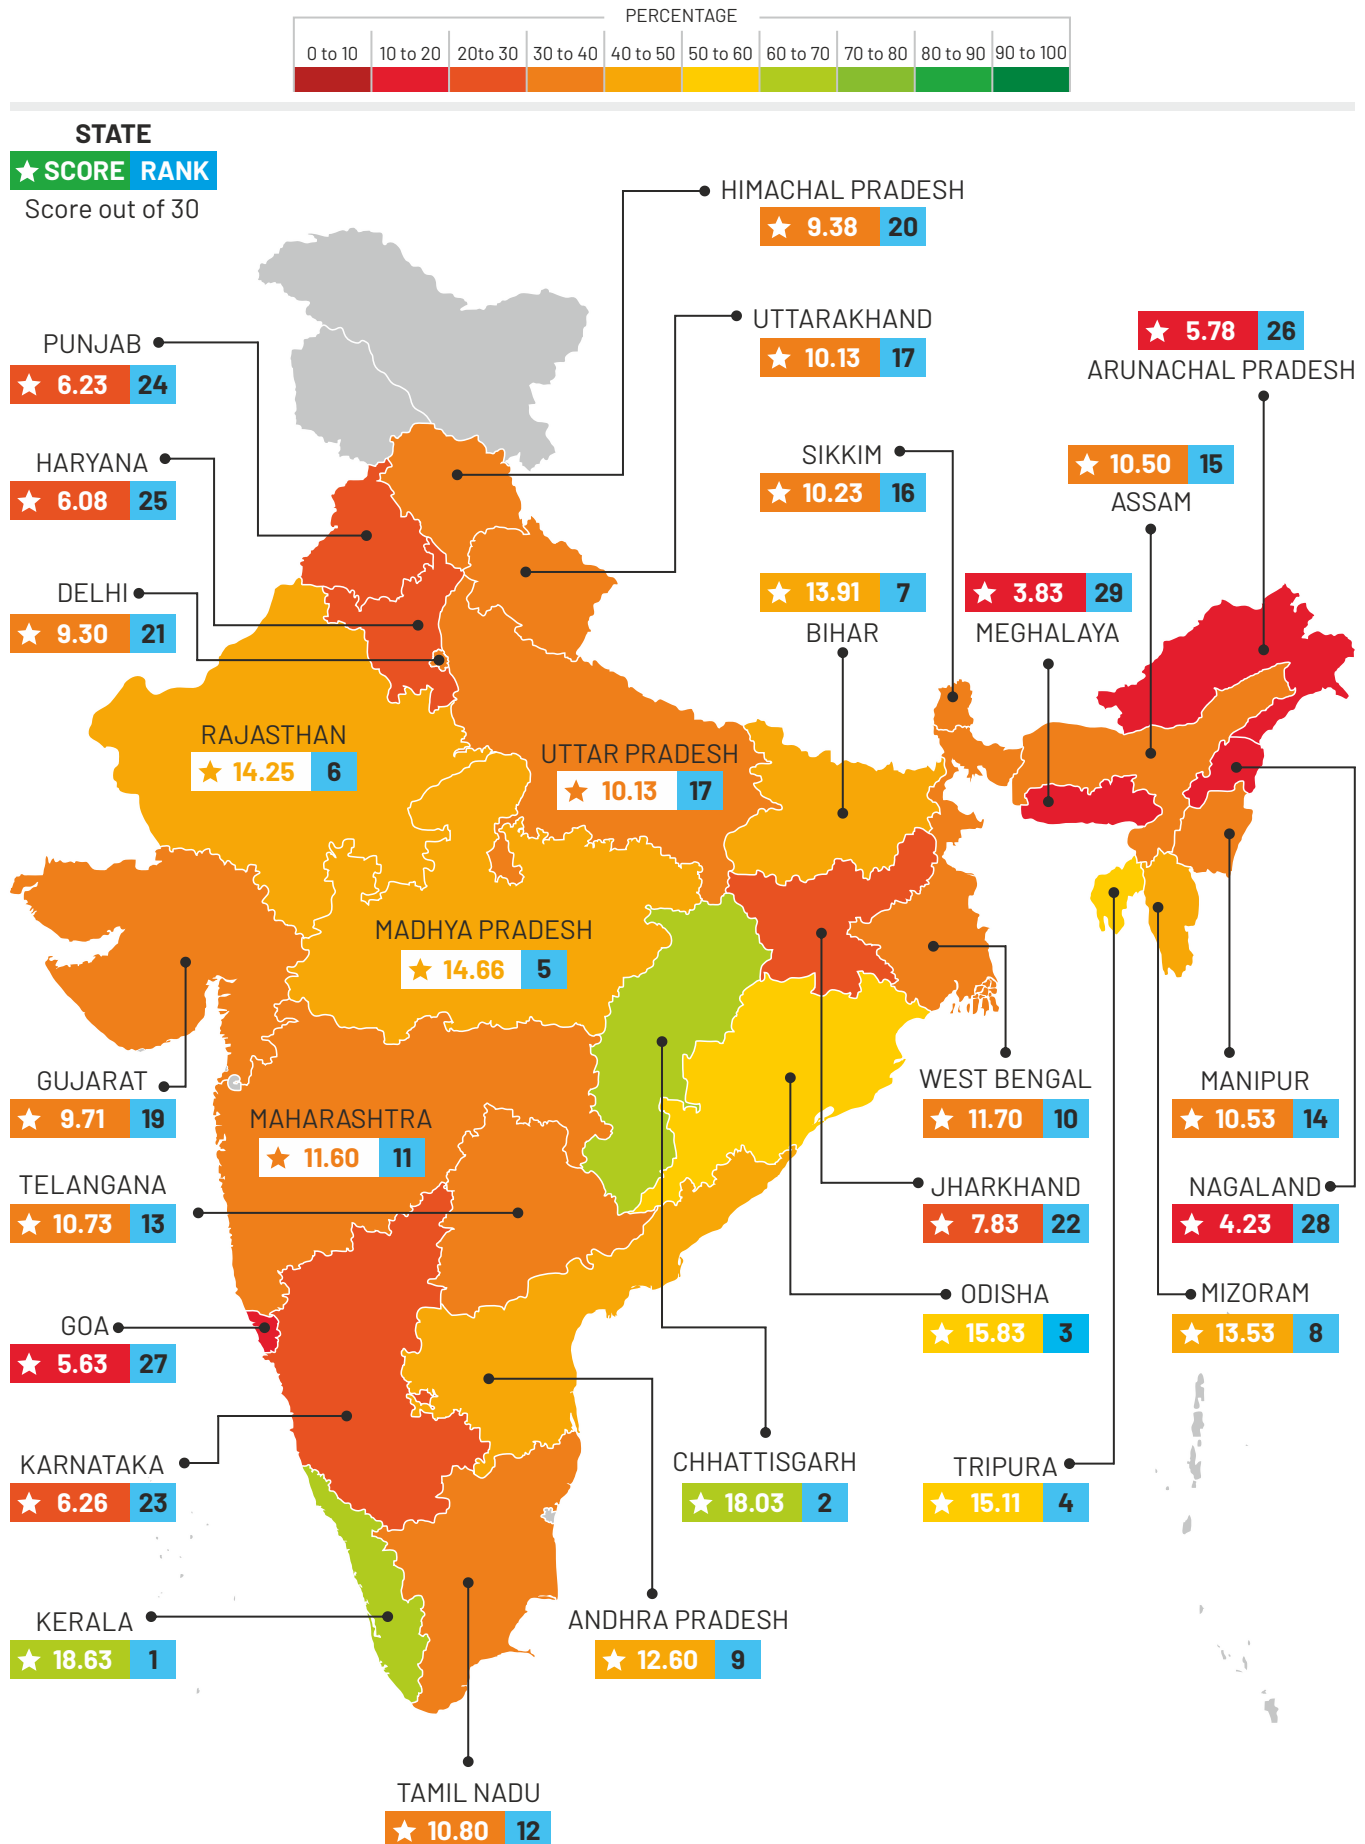 PERCENTAGE
0 to 10 10 to 20 20to 30 30 to 40 40 to 50 50 to 60 60 to 70 70 to 80 80 to 90 90 to 100
STATE
SCORE RANK
Score out of 30
HIMACHAL PRADESH
9.38 20
UTTARAKHAND
10.13 17
5.78 26
ARUNACHAL PRADESH
PUNJAB
6.23 24
HARYANA
6.08 25
SIKKIM
10.23 16
10.50 15
ASSAM
DELHI
9.30 21
13.91 7
BIHAR
3.83 29
MEGHALAYA
RAJASTHAN
14.25 6
UTTAR PRADESH
10.13 17
MADHYA PRADESH
14.66 5
GUJARAT
9.71 19
MAHARASHTRA
11.60 11
WEST BENGAL
11.70 10
MANIPUR
10.53 14
TELANGANA
10.73 13
JHARKHAND
7.83 22
NAGALAND
4.23 28
ODISHA
15.83 3
MIZORAM
13.53 8
GOA
5.63 27
KARNATAKA
6.26 23
CHHATTISGARH
18.03 2
TRIPURA
15.11 4
KERALA
18.63 1
ANDHRA PRADESH
12.60 9
TAMIL NADU
10.80 12